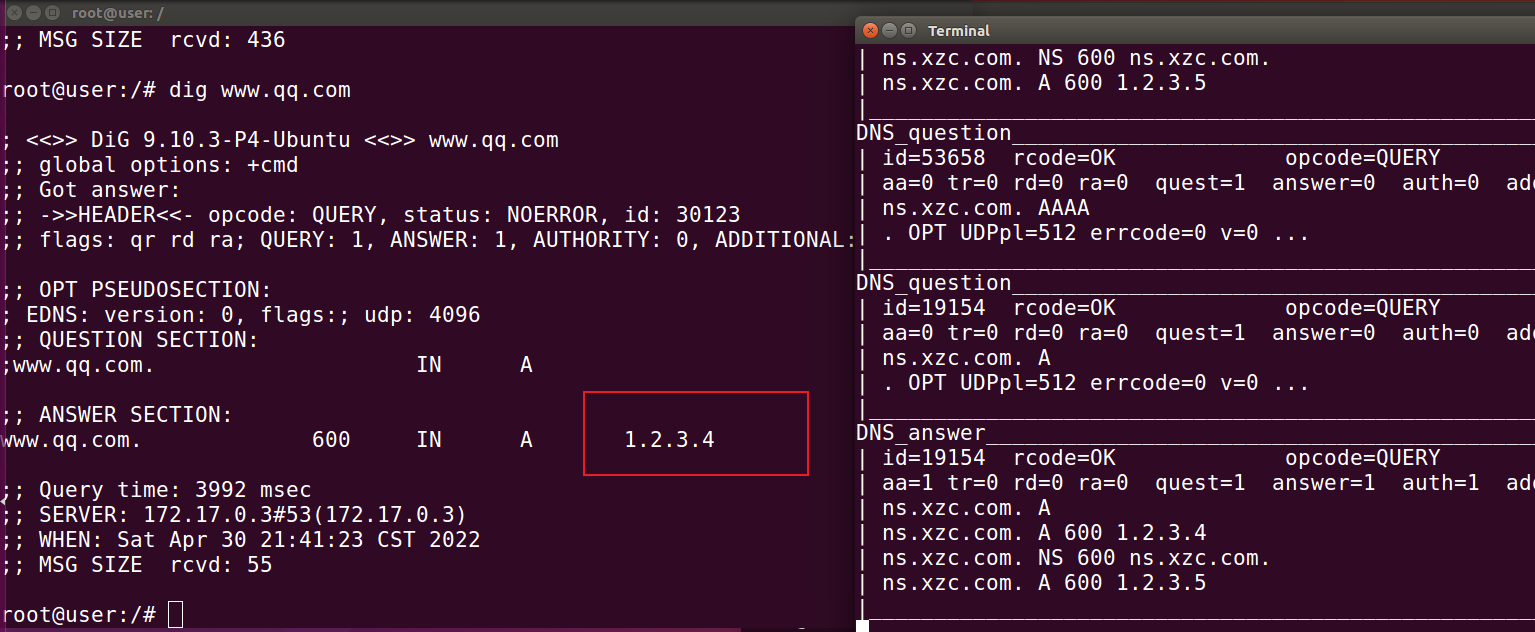 root@user: /
;; MSG SIZE  rcvd: 436
root@user:/# dig www.qq.com
; <<>> DiG 9.10.3-P4-Ubuntu <<>> www.qq.com
;; global options: +cmd
;; Got answer:
;; ->>HEADER<<- opcode: QUERY, status: NOERROR, id: 30123
;; flags: qr rd ra; QUERY: 1, ANSWER: 1, AUTHORITY: 0, ADDITIONAL:
;; OPT PSEUDOSECTION:
; EDNS: version: 0, flags:; udp: 4096
;; QUESTION SECTION:
;www.qq.com.                    IN      A
;; ANSWER SECTION:
www.qq.com.             600     IN      A       1.2.3.4
;; Query time: 3992 msec
;; SERVER: 172.17.0.3#53(172.17.0.3)
;; WHEN: Sat Apr 30 21:41:23 CST 2022
;; MSG SIZE  rcvd: 55
root@user:/#
Terminal
| ns.xzc.com. NS 600 ns.xzc.com.
| ns.xzc.com. A 600 1.2.3.5
|_________________________________________________
DNS_question______________________________________
| id=53658  rcode=OK             opcode=QUERY
| aa=0 tr=0 rd=0 ra=0  quest=1  answer=0  auth=0  add
| ns.xzc.com. AAAA
| . OPT UDPpl=512 errcode=0 v=0 ...
|_________________________________________________
DNS_question______________________________________
| id=19154  rcode=OK             opcode=QUERY
| aa=0 tr=0 rd=0 ra=0  quest=1  answer=0  auth=0  add
| ns.xzc.com. A
| . OPT UDPpl=512 errcode=0 v=0 ...
|_________________________________________________
DNS_answer________________________________________
| id=19154  rcode=OK             opcode=QUERY
| aa=1 tr=0 rd=0 ra=0  quest=1  answer=1  auth=1  add
| ns.xzc.com. A
| ns.xzc.com. A 600 1.2.3.4
| ns.xzc.com. NS 600 ns.xzc.com.
| ns.xzc.com. A 600 1.2.3.5
|_________________________________________________